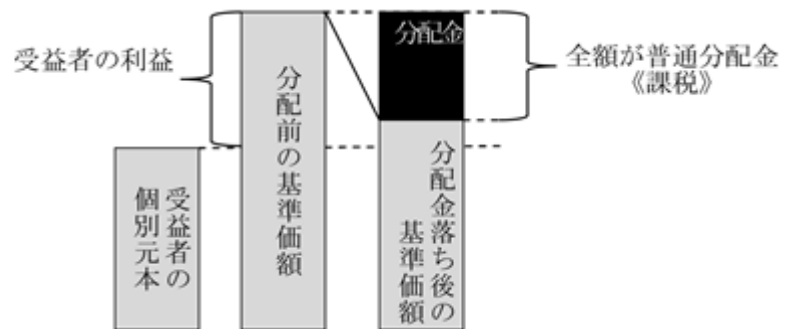 受益者の利益
受益者の
個別元本
分配前の基準価額
分配金
分配金落ち後の
基準価額
全額が普通分配金
《課税》